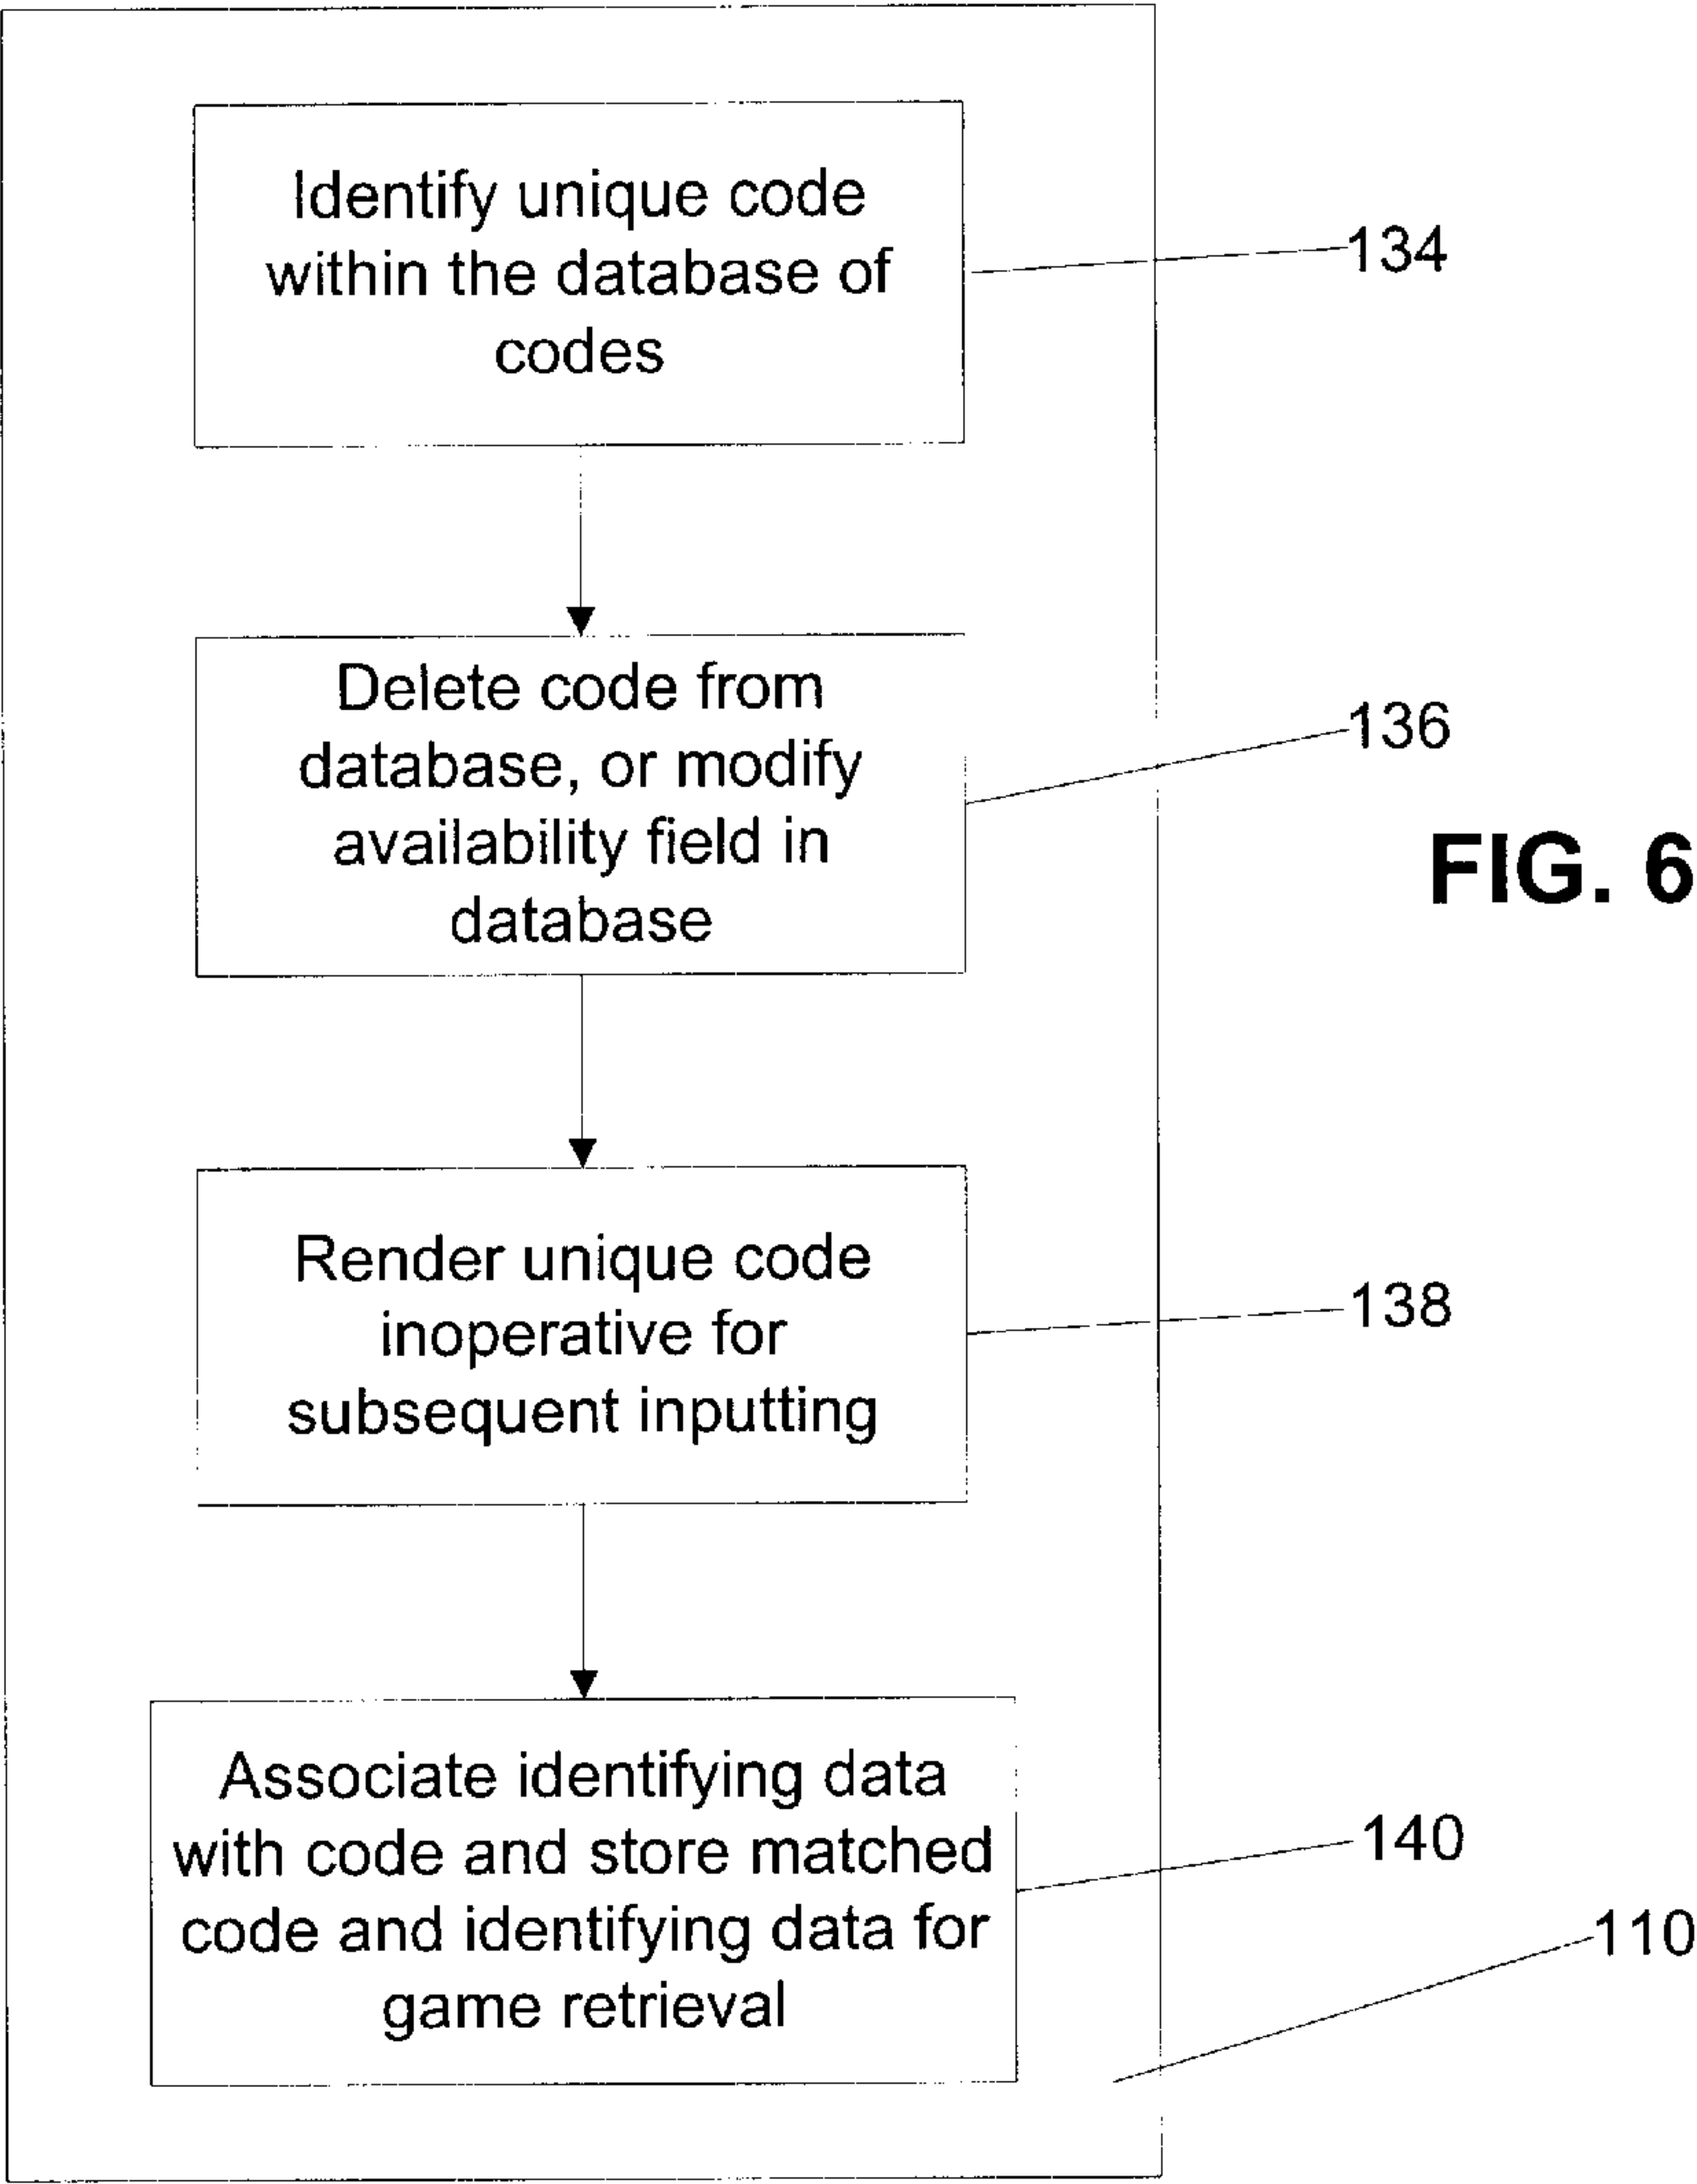 Identify unique code
within the database of
codes
134
Delete code from
database, or modify
availability field in
database
136
FIG. 6
Render unique code
inoperative for
subsequent inputting
138
Associate identifying data
with code and store matched
code and identifying data for
game retrieval
140
110